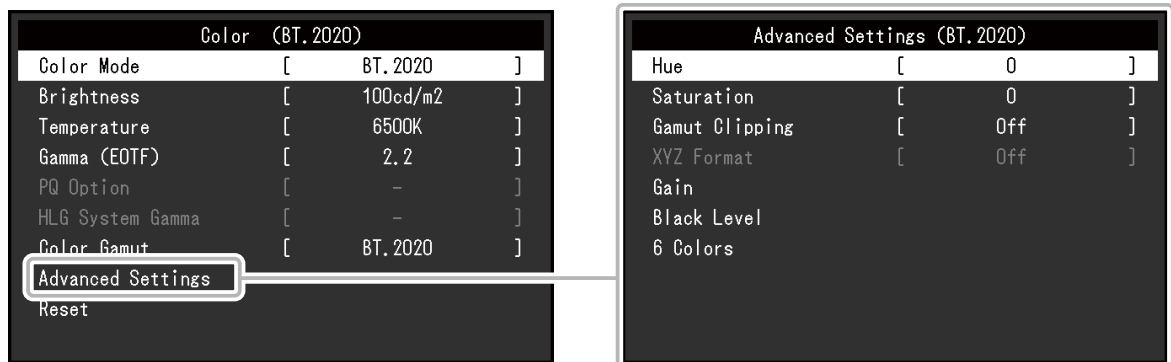 Color (BT.2020)
Color Mode [ BT.2020 ]
Brightness [ 100cd/m2 ]
Temperature [ 6500K ]
Gamma (EOTF) [ 2.2 ]
PQ Option [ – ]
HLG System Gamma [ – ]
Color Gamut [ BT.2020 ]
Advanced Settings
Reset
Advanced Settings (BT.2020)
Hue [ 0 ]
Saturation [ 0 ]
Gamut Clipping [ Off ]
XYZ Format [ Off ]
Gain
Black Level
6 Colors